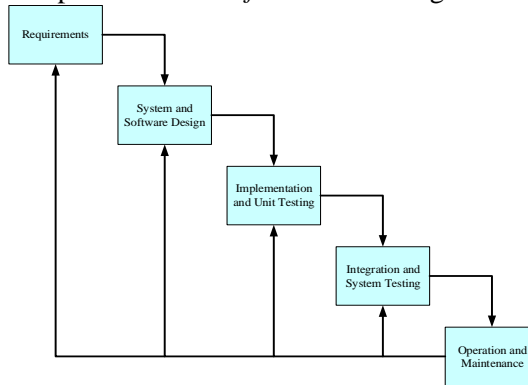 Requirements
System and
Software Design
Implementation
and Unit Testing
Integration and
System Testing
Operation and
Maintenance